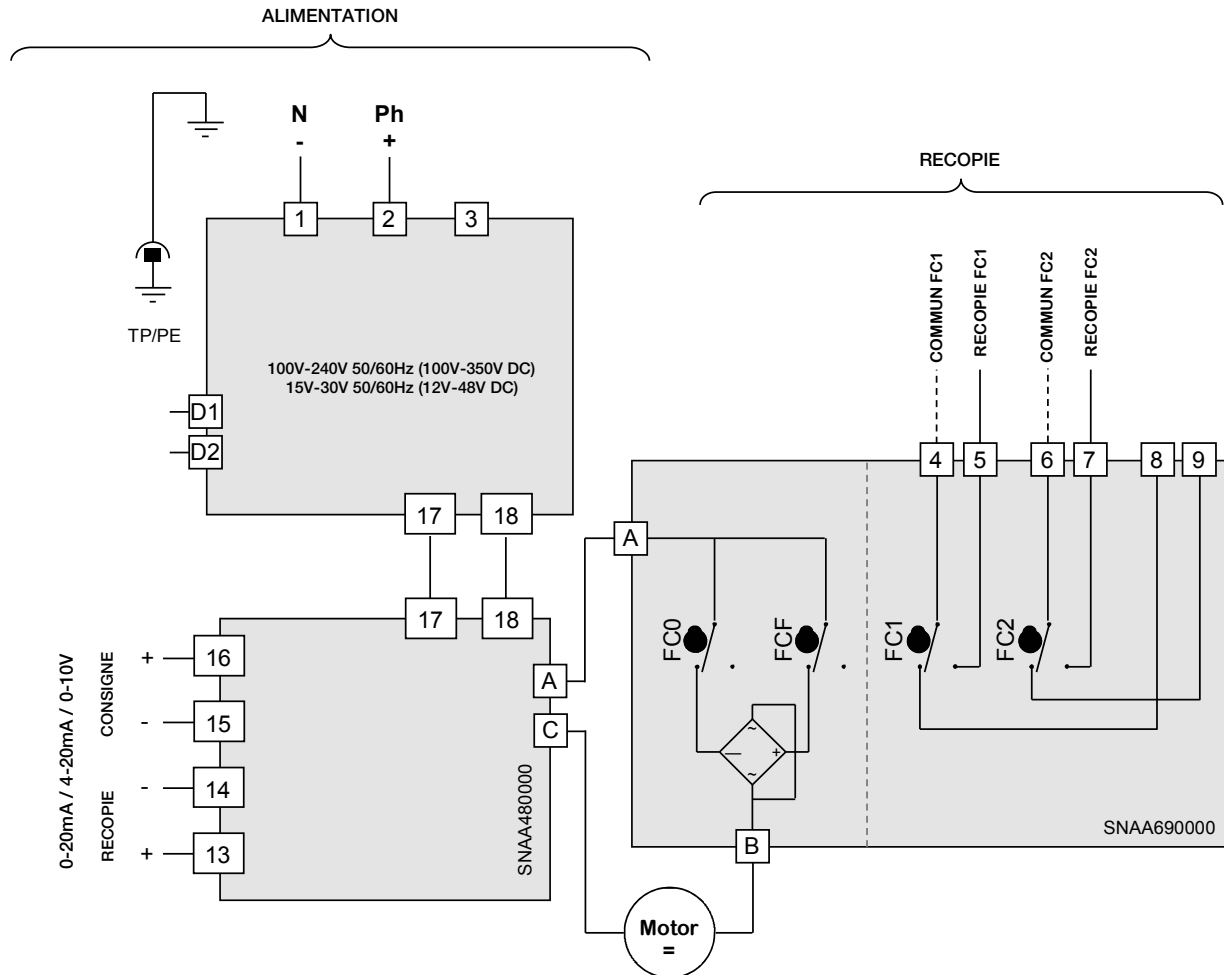 ALIMENTATION
N
-
Ph
+
1
2
3
TP/PE
100V-240V 50/60Hz (100V-350V DC)
15V-30V 50/60Hz (12V-48V DC)
D1
D2
17
18
17
18
0-20mA / 4-20mA / 0-10V
CONSIGNE
RECOPIE
+
16
-
15
-
14
+
13
A
C
SNAA480000
RECOPIE
COMMUN FC1
RECOPIE FC1
COMMUN FC2
RECOPIE FC2
4
5
6
7
8
9
A
FC0
FCF
FC1
FC2
~
—
+
~
B
SNAA690000
Motor
=